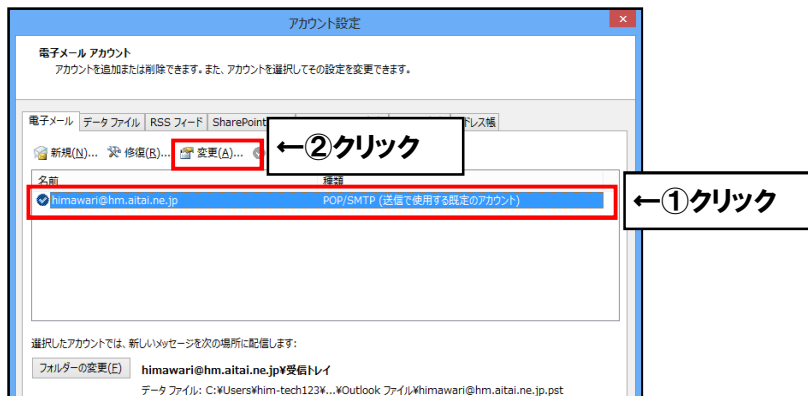 アカウント設定
×
電子メール アカウント
アカウントを追加または削除できます。また、アカウントを選択してその設定を変更できます。
電子メール データ ファイル RSS フィード SharePoint ドレス帳
新規(N)... 修復(R)... 変更(A)...
←②クリック
名前 種類
himawari@hm.aitai.ne.jp POP/SMTP (送信で使用する既定のアカウント)
←①クリック
選択したアカウントでは、新しいメッセージを次の場所に配信します:
フォルダーの変更(F) himawari@hm.aitai.ne.jp¥受信トレイ
データ ファイル: C:¥Users¥him-tech123¥...¥Outlook ファイル¥himawari@hm.aitai.ne.jp.pst